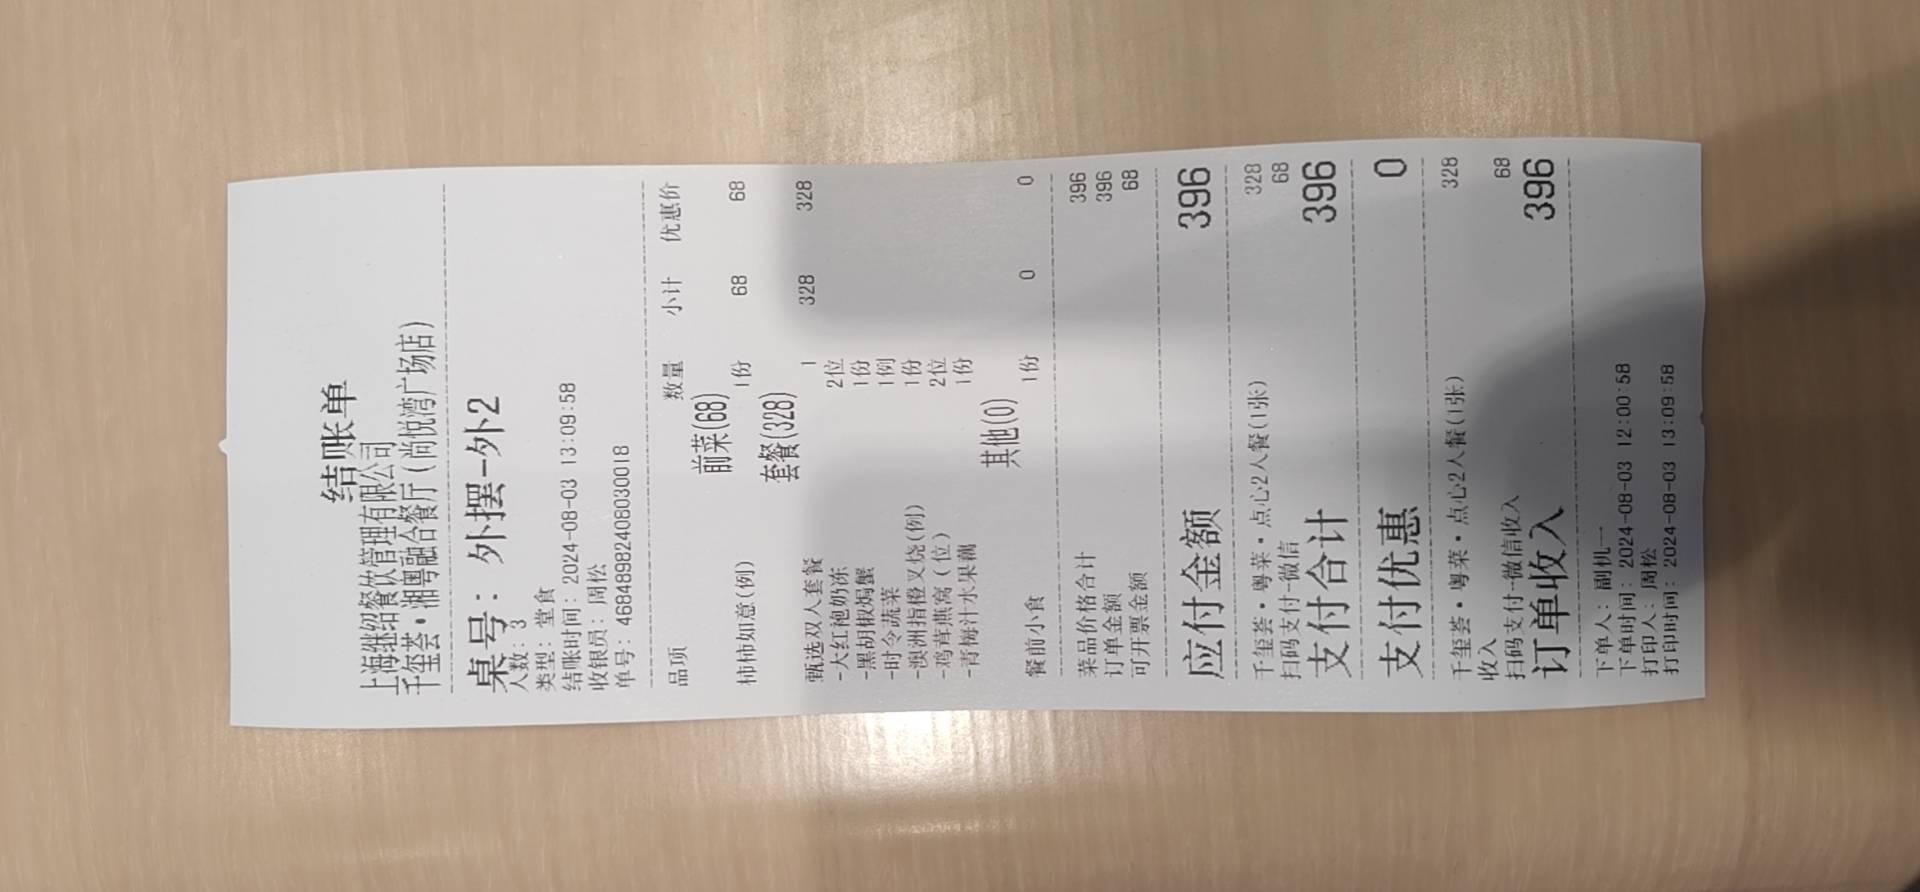 结账单
上海继绍餐饮管理有限公司
千玺荟·湘粤融合餐厅(尚悦湾广场店)
桌号: 外摆-外2
人数: 3
类型: 堂食
结账时间: 2024-08-03 13:09:58
收银员: 周松
单号: 46848982408030018
品项 数量 小计 优惠价
前菜(68)
柿柿如意(例) 1份 68 68
套餐(328)
甄选双人套餐 1 328 328
-大红袍奶冻 2位
-黑胡椒焗蟹 1份
-时令蔬菜 1例
-澳洲指橙叉烧(例) 1份
-鸡茸燕窝(位) 2位
-青梅汁水果藕 1份
其他(0)
餐前小食 1份 0 0
菜品价格合计 396
订单金额 396
可开票金额 68
应付金额 396
千玺荟·粤菜·点心2人餐(1张) 328
扫码支付-微信 68
支付合计 396
支付优惠 0
千玺荟·粤菜·点心2人餐(1张) 328
收入
扫码支付-微信收入 68
订单收入 396
下单人: 副机一
下单时间: 2024-08-03 12:00:58
打印人: 周松
打印时间: 2024-08-03 13:09:58